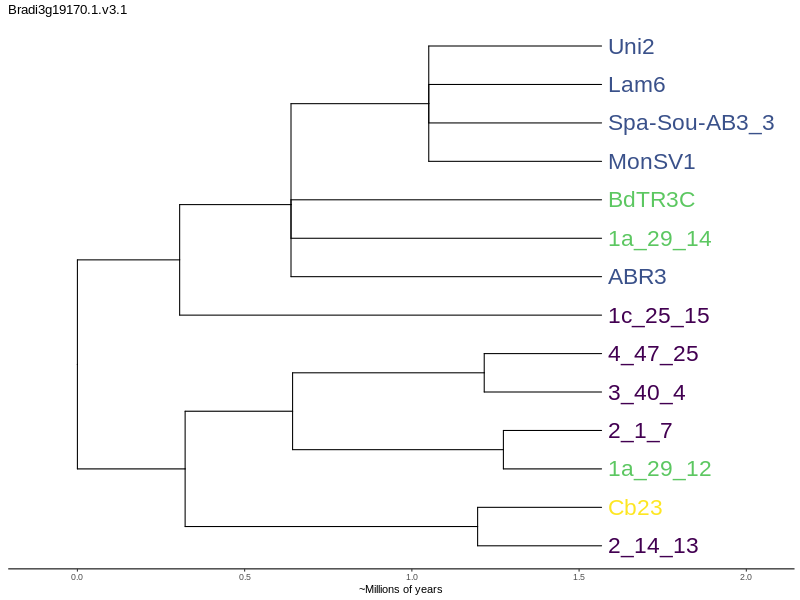 Bradi3g19170.1.v3.1
Uni2
Lam6
Spa-Sou-AB3_3
MonSV1
BdTR3C
1a_29_14
ABR3
1c_25_15
4_47_25
3_40_4
2_1_7
1a_29_12
Cb23
2_14_13
0.0 0.5 1.0 1.5 2.0
~Millions of years